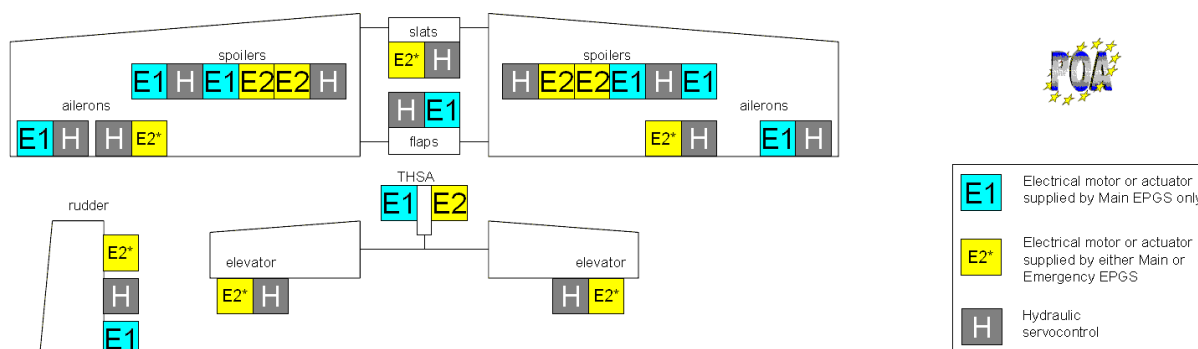 slats
E2* H
spoilers
E1 H E1 E2 E2 H
spoilers
H E2 E2 E1 H E1
H E1
flaps
ailerons
E1 H H E2*
ailerons
E2* H E1 H
POA
THSA
E1 E2
rudder
E2*
H
E1
elevator
E2* H
elevator
H E2*
E1
Electrical motor or actuator
supplied by Main EPGS only
E2*
Electrical motor or actuator
supplied by either Main or
Emergency EPGS
H
Hydraulic
servocontrol